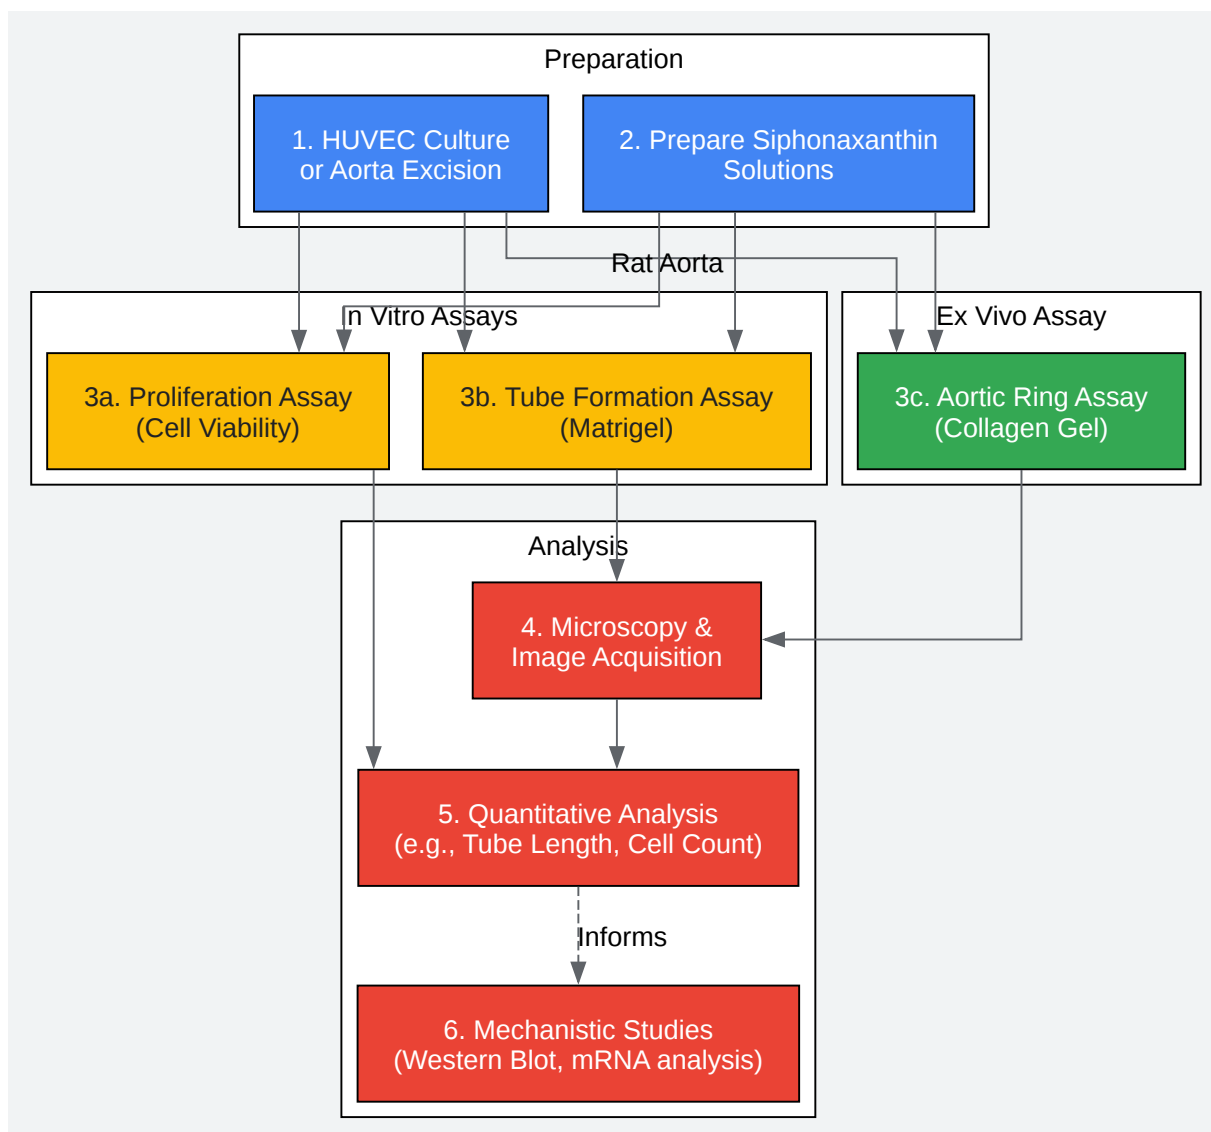 Preparation
1. HUVEC Culture
or Aorta Excision
2. Prepare Siphonaxanthin
Solutions
Rat Aorta
In Vitro Assays
Ex Vivo Assay
3a. Proliferation Assay
(Cell Viability)
3b. Tube Formation Assay
(Matrigel)
3c. Aortic Ring Assay
(Collagen Gel)
Analysis
4. Microscopy &
Image Acquisition
5. Quantitative Analysis
(e.g., Tube Length, Cell Count)
Informs
6. Mechanistic Studies
(Western Blot, mRNA analysis)